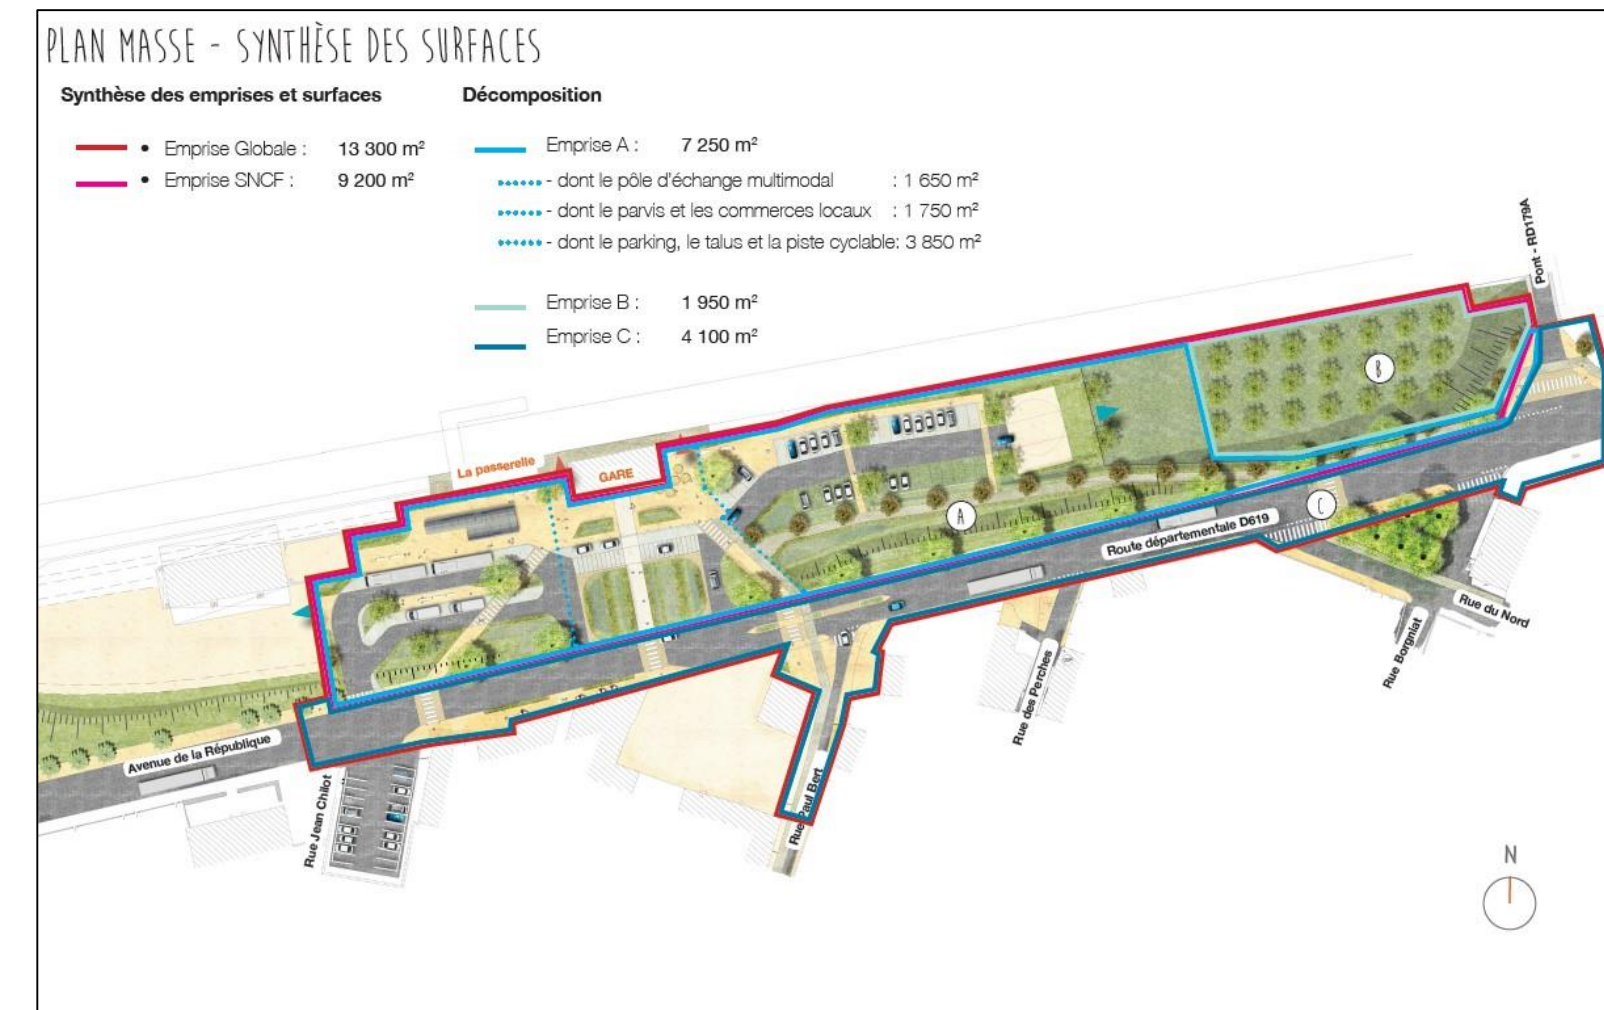 PLAN MASSE - SYNTHÈSE DES SURFACES
Synthèse des emprises et surfaces
• Emprise Globale : 13 300 m²
• Emprise SNCF : 9 200 m²
Décomposition
Emprise A : 7 250 m²
- dont le pôle d'échange multimodal : 1 650 m²
- dont le parvis et les commerces locaux : 1 750 m²
- dont le parking, le talus et la piste cyclable: 3 850 m²
Emprise B : 1 950 m²
Emprise C : 4 100 m²
Pont - RD179A
B
La passerelle
GARE
A
C
Route départementale D619
Rue du Nord
Rue Borgniat
Rue des Perches
Avenue de la République
Rue Jean Chilot
Rue Paul Bert
N